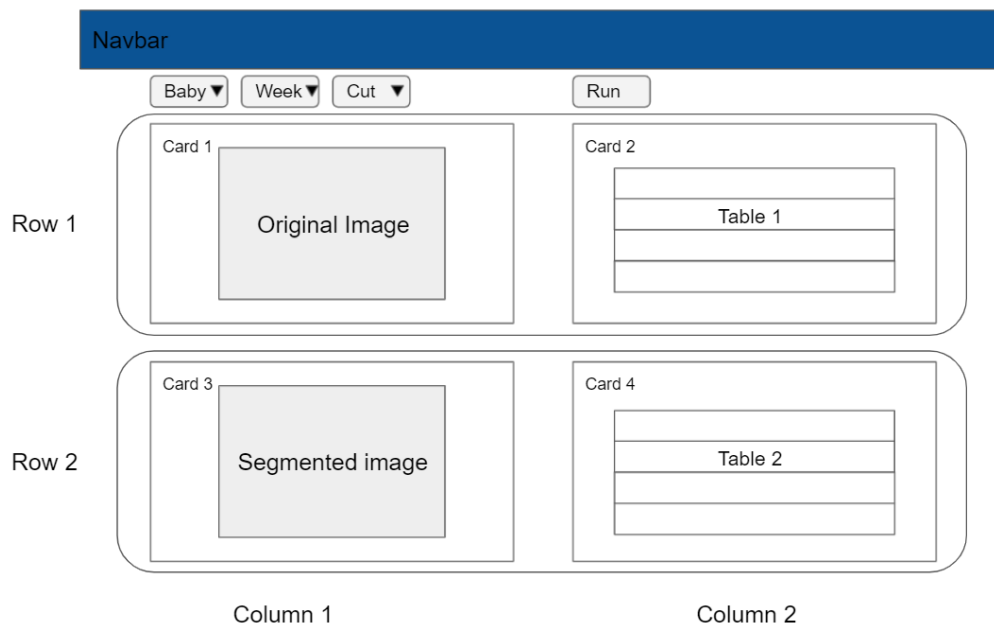 Navbar
Baby Week Cut Run
Card 1 Card 2
Row 1
Original Image
Table 1
Card 3 Card 4
Row 2
Segmented image
Table 2
Column 1 Column 2